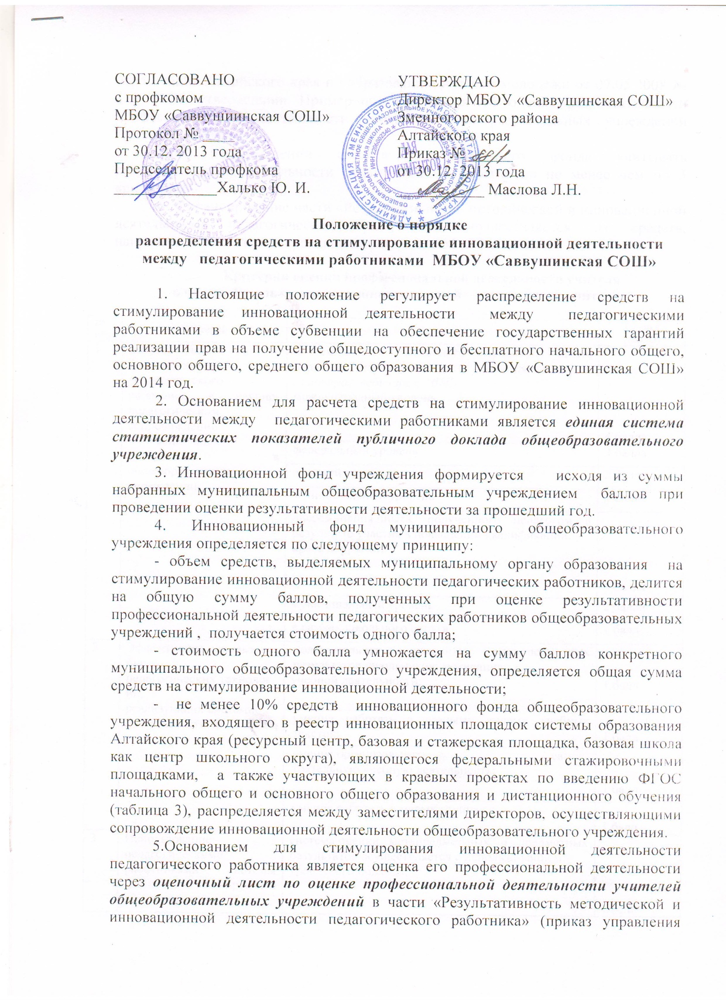 СОГЛАСОВАНО
с профкомом
МБОУ «Саввушиинская СОШ»
Протокол № ____
от 30.12. 2013 года
Председатель профкома
_____________Халько Ю. И.
УТВЕРЖДАЮ
Директор МБОУ «Саввушинская СОШ»
Змеиногорского района
Алтайского края
Приказ № 88/1
от 30.12. 2013 года
___________ Маслова Л.Н.
ДЛЯ
ДОКУМЕНТОВ
Положение о порядке
распределения средств на стимулирование инновационной деятельности
между педагогическими работниками МБОУ «Саввушинская СОШ»
1. Настоящие положение регулирует распределение средств на
стимулирование инновационной деятельности между педагогическими
работниками в объеме субвенции на обеспечение государственных гарантий
реализации прав на получение общедоступного и бесплатного начального общего,
основного общего, среднего общего образования в МБОУ «Саввушинская СОШ»
на 2014 год.
2. Основанием для расчета средств на стимулирование инновационной
деятельности между педагогическими работниками является единая система
статистических показателей публичного доклада общеобразовательного
учреждения.
3. Инновационной фонд учреждения формируется исходя из суммы
набранных муниципальным общеобразовательным учреждением баллов при
проведении оценки результативности деятельности за прошедший год.
4. Инновационный фонд муниципального общеобразовательного
учреждения определяется по следующему принципу:
- объем средств, выделяемых муниципальному органу образования на
стимулирование инновационной деятельности педагогических работников, делится
на общую сумму баллов, полученных при оценке результативности
профессиональной деятельности педагогических работников общеобразовательных
учреждений , получается стоимость одного балла;
- стоимость одного балла умножается на сумму баллов конкретного
муниципального общеобразовательного учреждения, определяется общая сумма
средств на стимулирование инновационной деятельности;
- не менее 10% средств инновационного фонда общеобразовательного
учреждения, входящего в реестр инновационных площадок системы образования
Алтайского края (ресурсный центр, базовая и стажерская площадка, базовая школа
как центр школьного округа), являющегося федеральными стажировочными
площадками, а также участвующих в краевых проектах по введению ФГОС
начального общего и основного общего образования и дистанционного обучения
(таблица 3), распределяется между заместителями директоров, осуществляющими
сопровождение инновационной деятельности общеобразовательного учреждения.
5.Основанием для стимулирования инновационной деятельности
педагогического работника является оценка его профессиональной деятельности
через оценочный лист по оценке профессиональной деятельности учителей
общеобразовательных учреждений в части «Результативность методической и
инновационной деятельности педагогического работника» (приказ управления